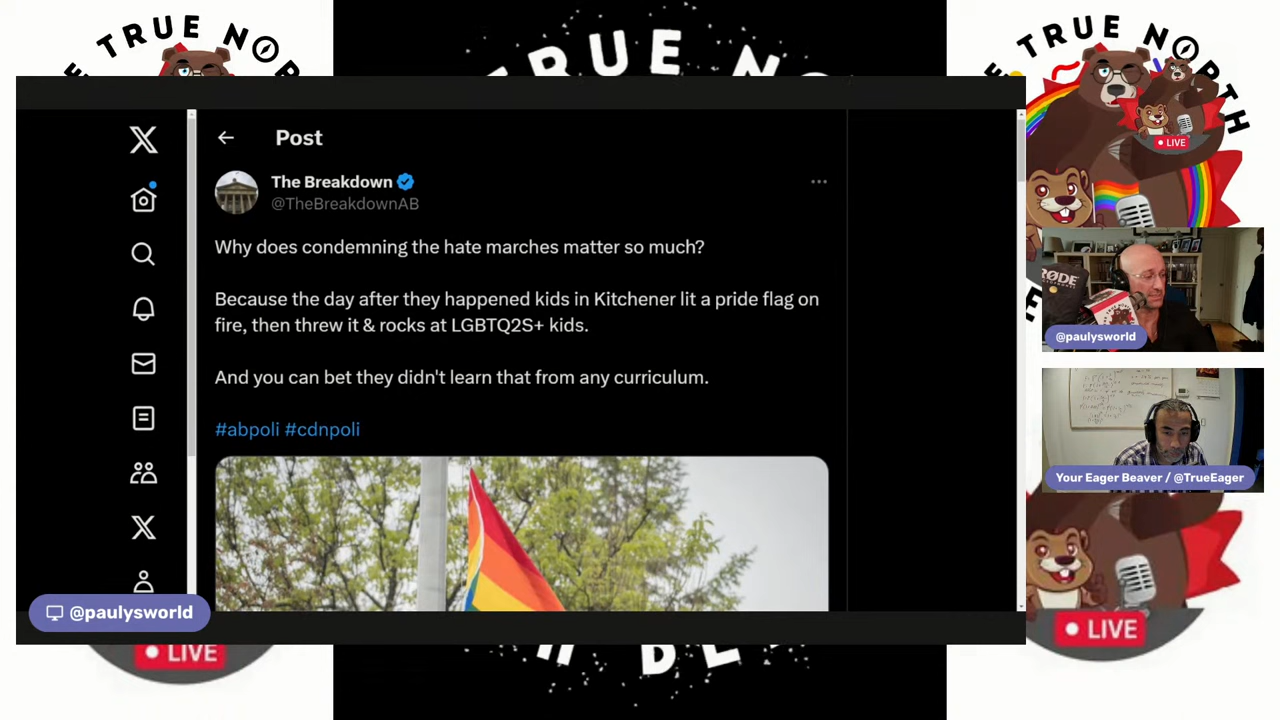 TRUE NORTH
TRUE NO
TRUE NORTH
LIVE
Post
The Breakdown
@TheBreakdownAB
Why does condemning the hate marches matter so much?
Because the day after they happened kids in Kitchener lit a pride flag on
fire, then threw it & rocks at LGBTQ2S+ kids.
And you can bet they didn't learn that from any curriculum.
#abpoli #cdnpoli
RØDE
@paulysworld
Your Eager Beaver / @TrueEager
@paulysworld
LIVE
LIVE